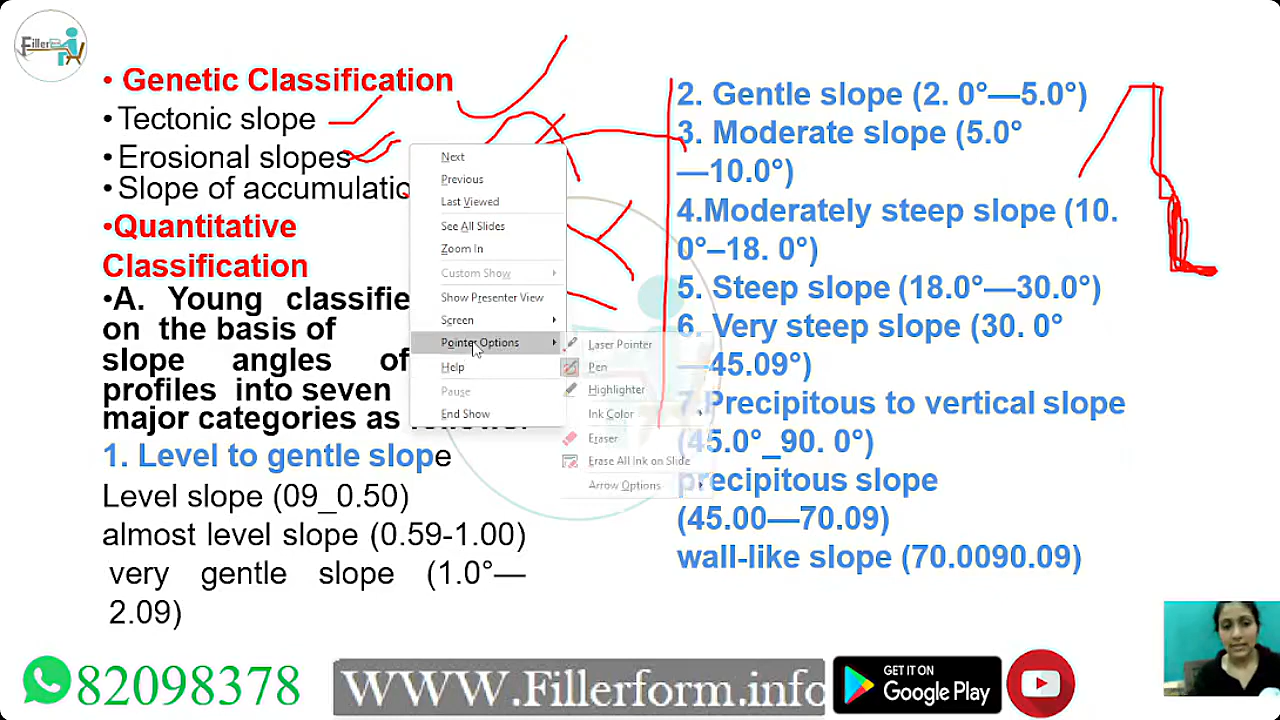 Filler
• Genetic Classification
• Tectonic slope
• Erosional slopes
• Slope of accumulatio
•Quantitative
Classification
•A. Young classifie
on the basis of
slope angles of
profiles into seven
major categories as
1. Level to gentle slope
Level slope (09_0.50)
almost level slope (0.59-1.00)
very gentle slope (1.0°—
2.09)
Next
Previous
Last Viewed
See All Slides
Zoom In
Custom Show
Show Presenter View
Screen
Pointer Options
Help
Pause
End Show
Laser Pointer
Pen
Highlighter
Ink Color
Eraser
Erase All Ink on Slide
Arrow Options
2. Gentle slope (2. 0°—5.0°)
3. Moderate slope (5.0°
—10.0°)
4.Moderately steep slope (10.
0°–18. 0°)
5. Steep slope (18.0°—30.0°)
6. Very steep slope (30. 0°
—45.09°)
7.Precipitous to vertical slope
(45.0°_90. 0°)
precipitous slope
(45.00—70.09)
wall-like slope (70.0090.09)
82098378
WWW.Fillerform.info
GET IT ON
Google Play